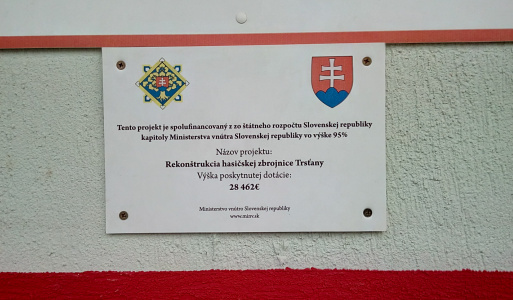 Tento projekt je spolufinancovaný z zo štátneho rozpočtu Slovenskej republiky
kapitoly Ministerstva vnútra Slovenskej republiky vo výške 95%
Názov projektu:
Rekonštrukcia hasičskej zbrojnice Trsťany
Výška poskytnutej dotácie:
28 462€
Ministerstvo vnútra Slovenskej republiky
www.minv.sk